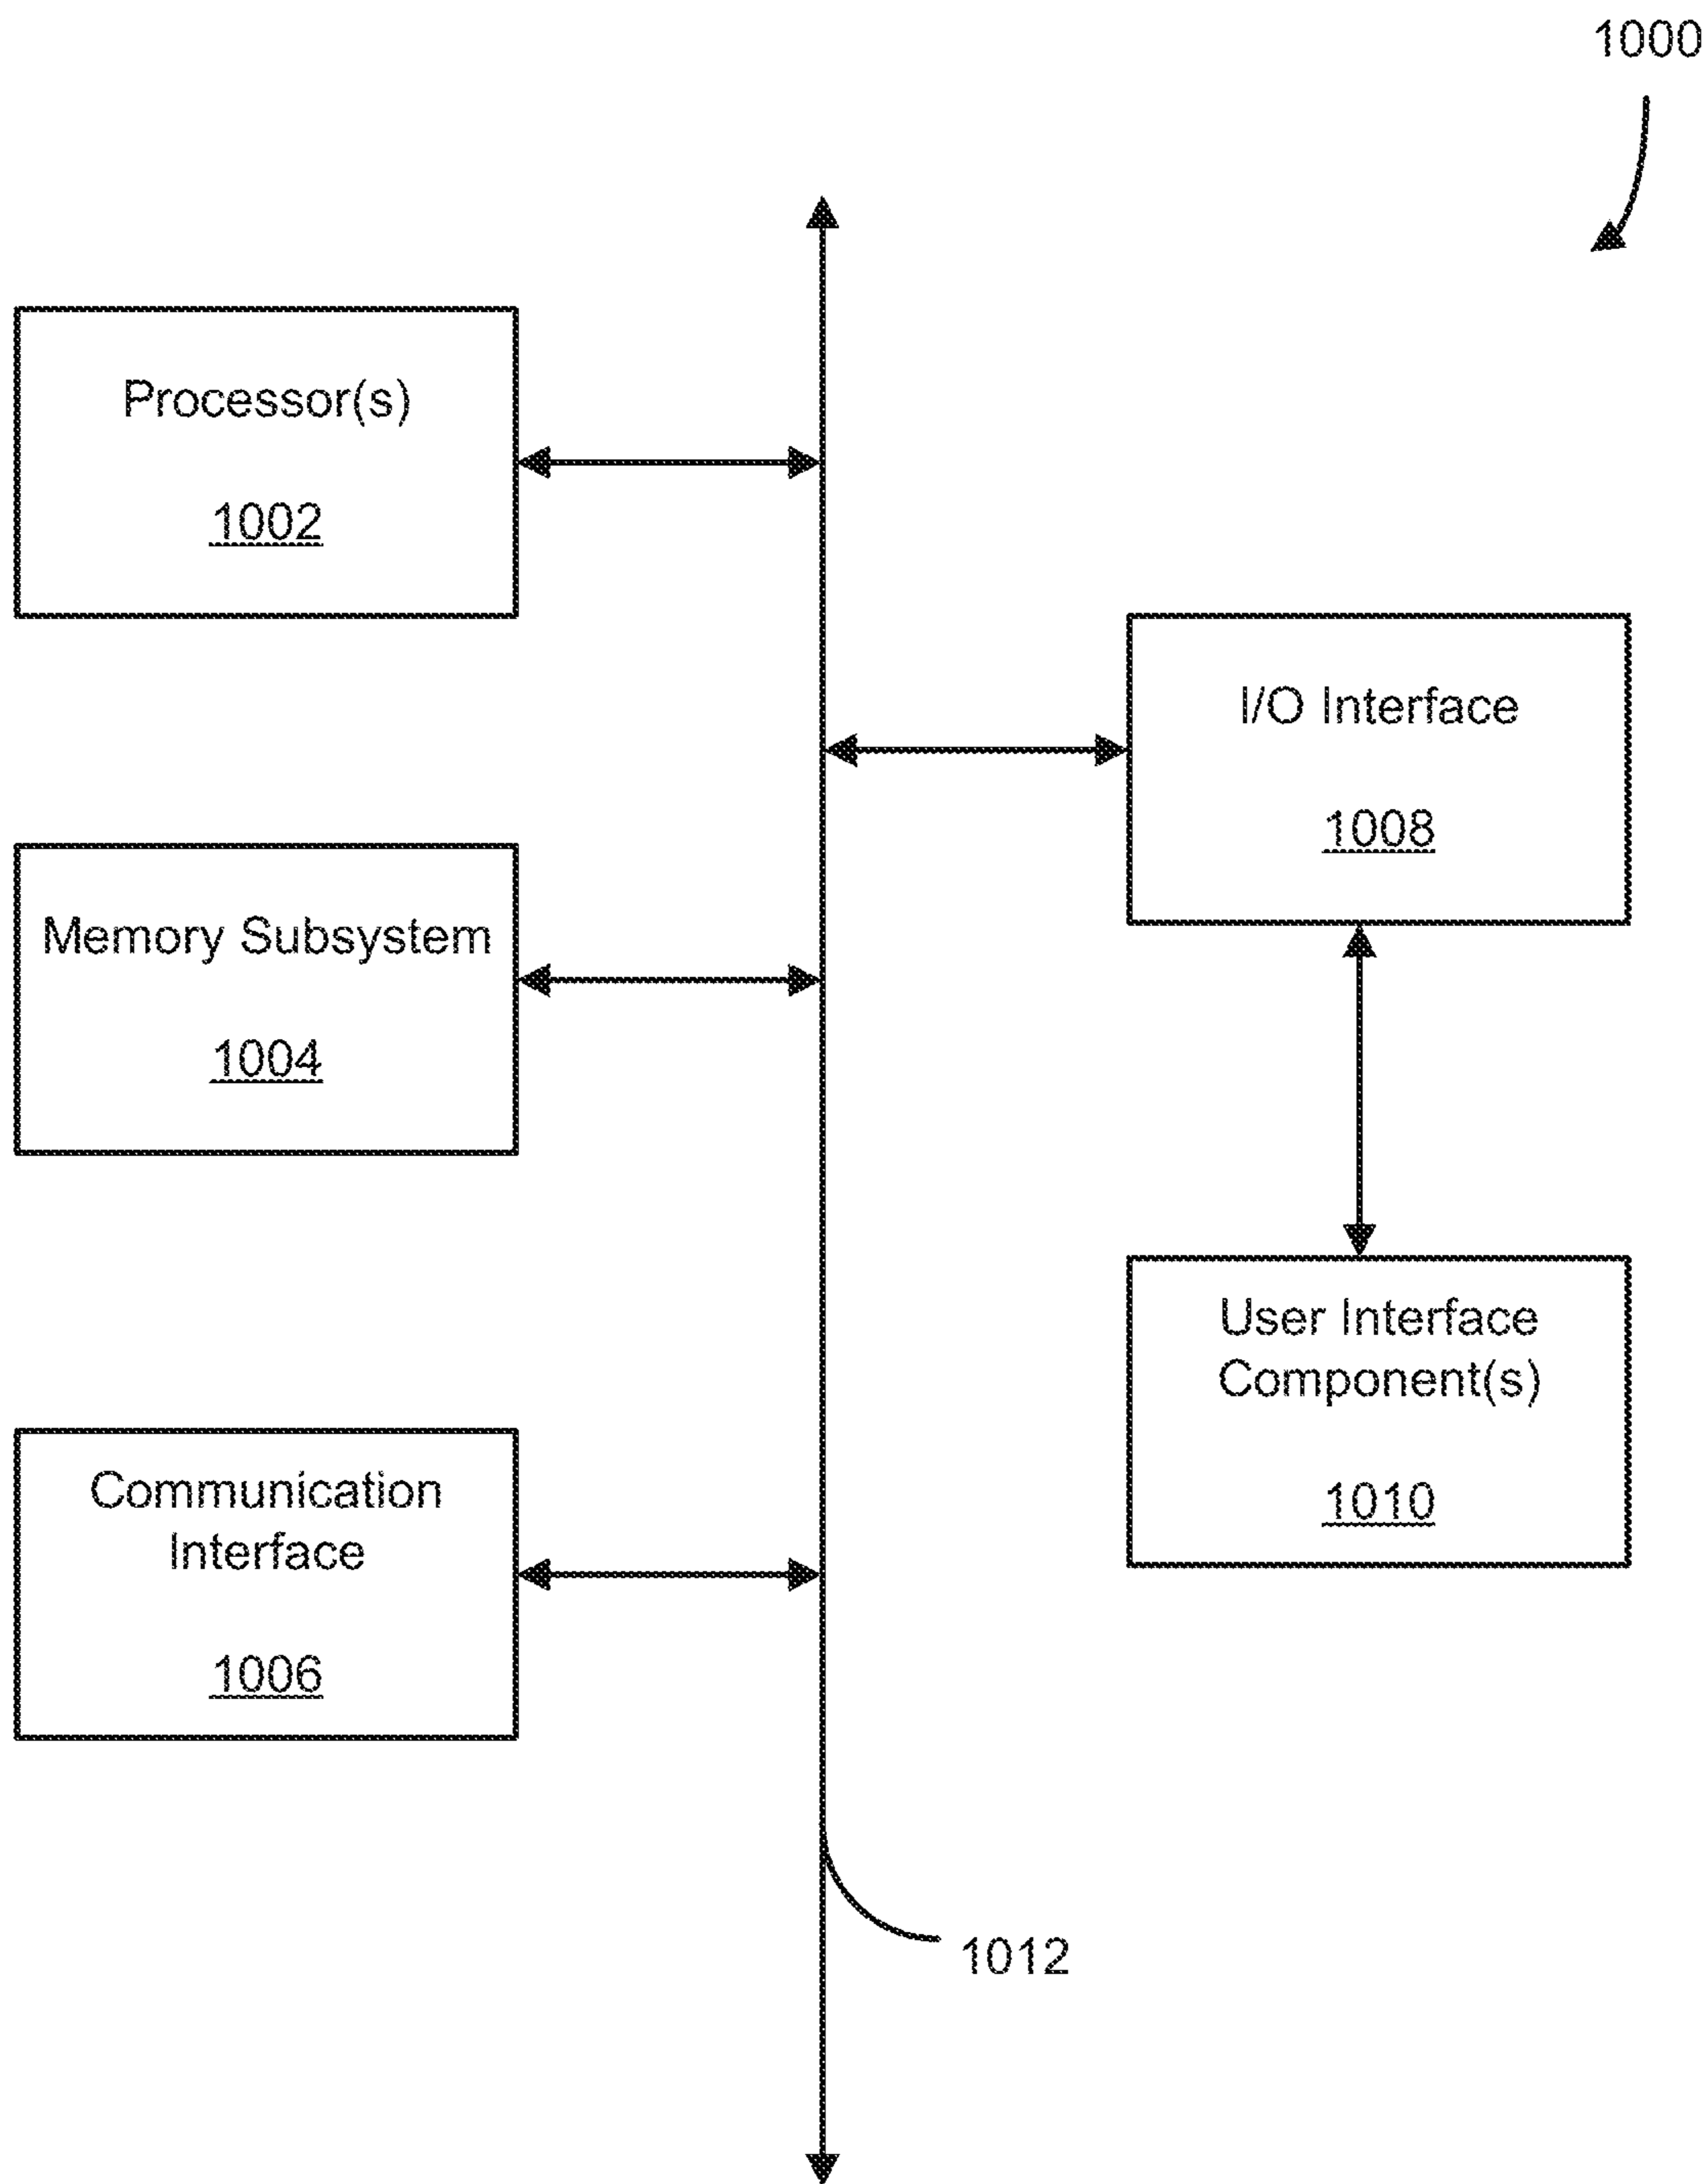 1000
Processor(s)
1002
I/O Interface
1008
Memory Subsystem
1004
User Interface
Component(s)
1010
Communication
Interface
1006
1012